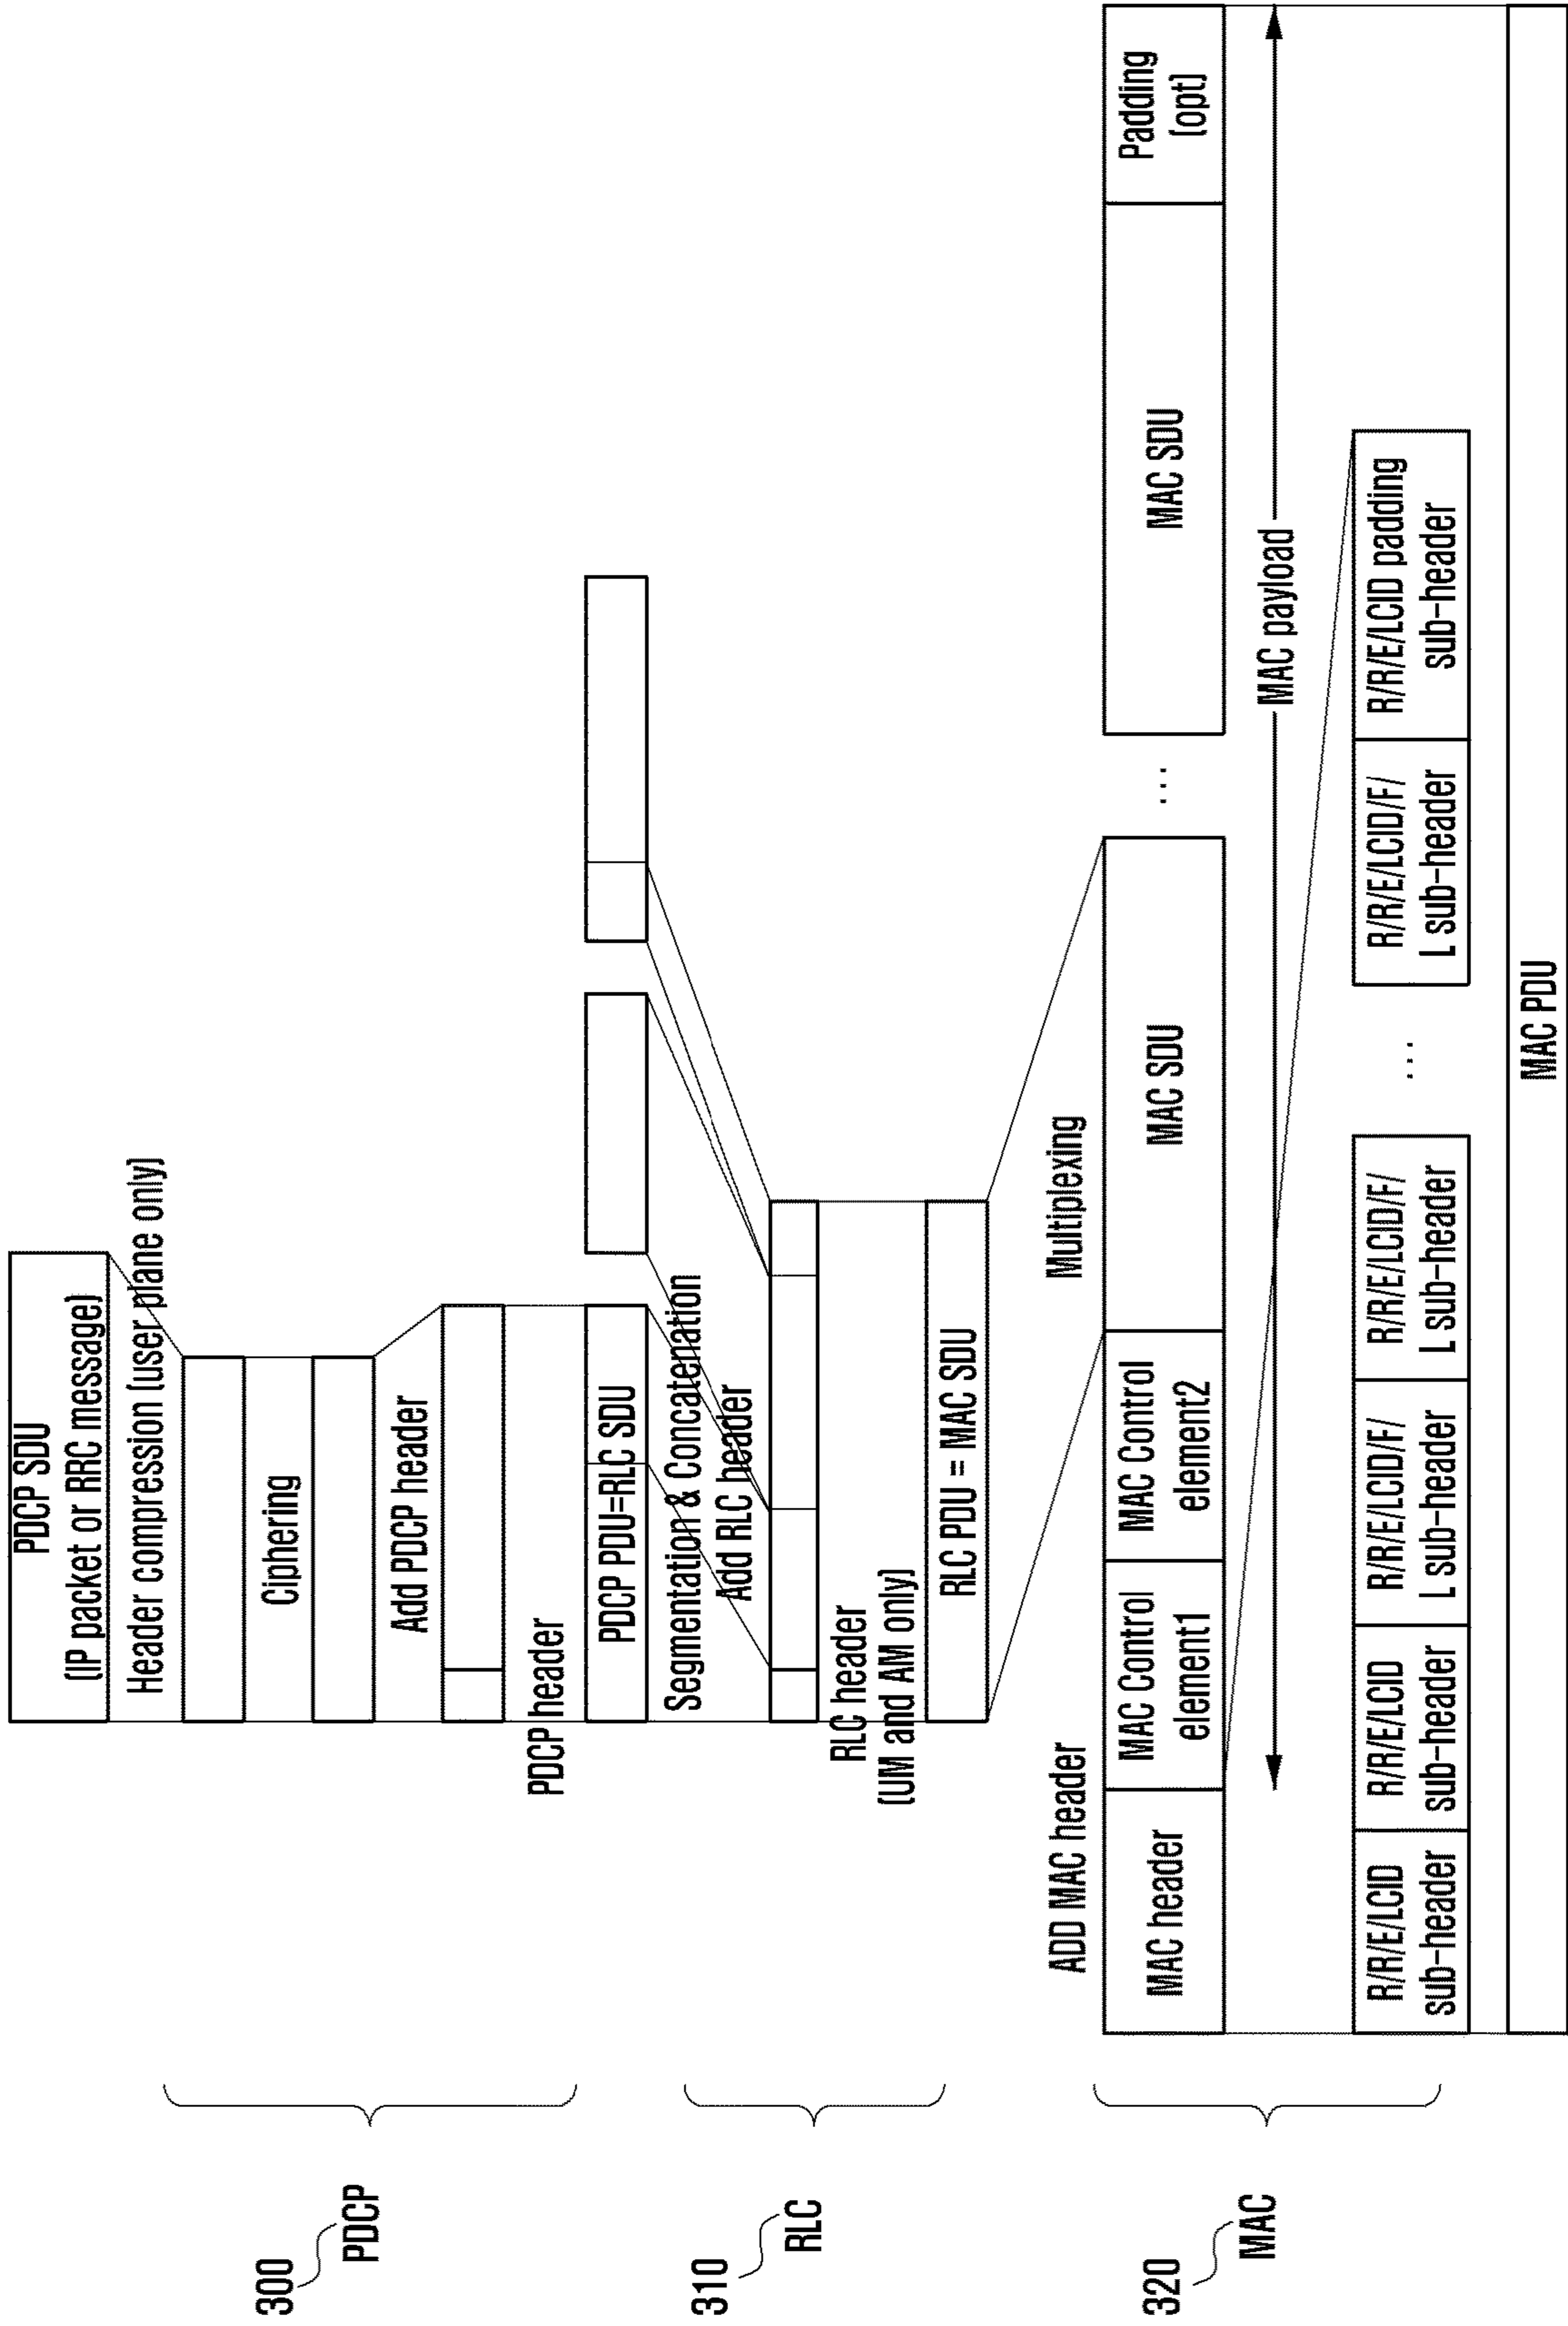 PDCP SDU
(IP packet or RRC message)
Header compression (user plane only)
Ciphering
Add PDCP header
PDCP header
300
PDCP
PDCP PDU=RLC SDU
Segmentation & Concatenation
Add RLC header
RLC header
(UM and AM only)
RLC PDU = MAC SDU
310
RLC
ADD MAC header
Multiplexing
MAC header
MAC Control
element1
MAC Control
element2
MAC SDU
...
MAC SDU
Padding
(opt)
MAC payload
320
MAC
R/R/E/LCID
sub-header
R/R/E/LCID
sub-header
R/R/E/LCID/F/
L sub-header
R/R/E/LCID/F/
L sub-header
...
R/R/E/LCID/F/
L sub-header
R/R/E/LCID padding
sub-header
MAC PDU